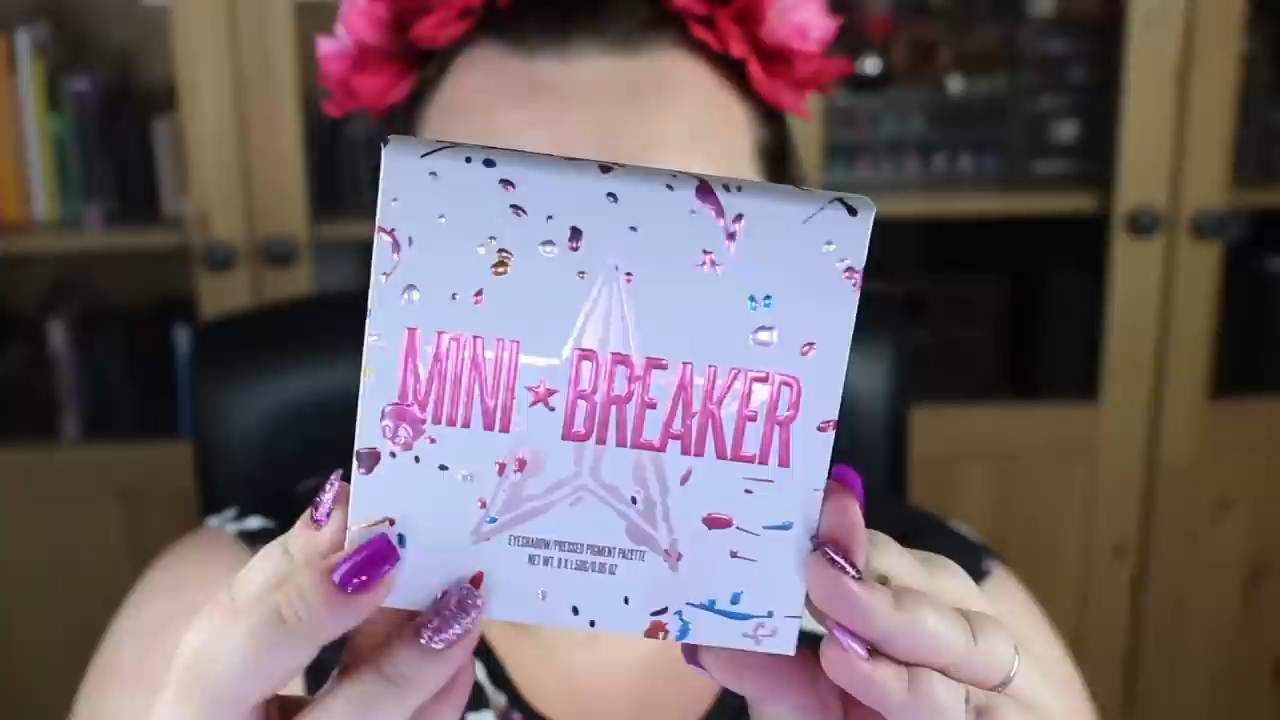 MINI★BREAKER
EYESHADOW/PRESSED PIGMENT PALETTE
NET WT. 9 X 1.50G/0.05 OZ